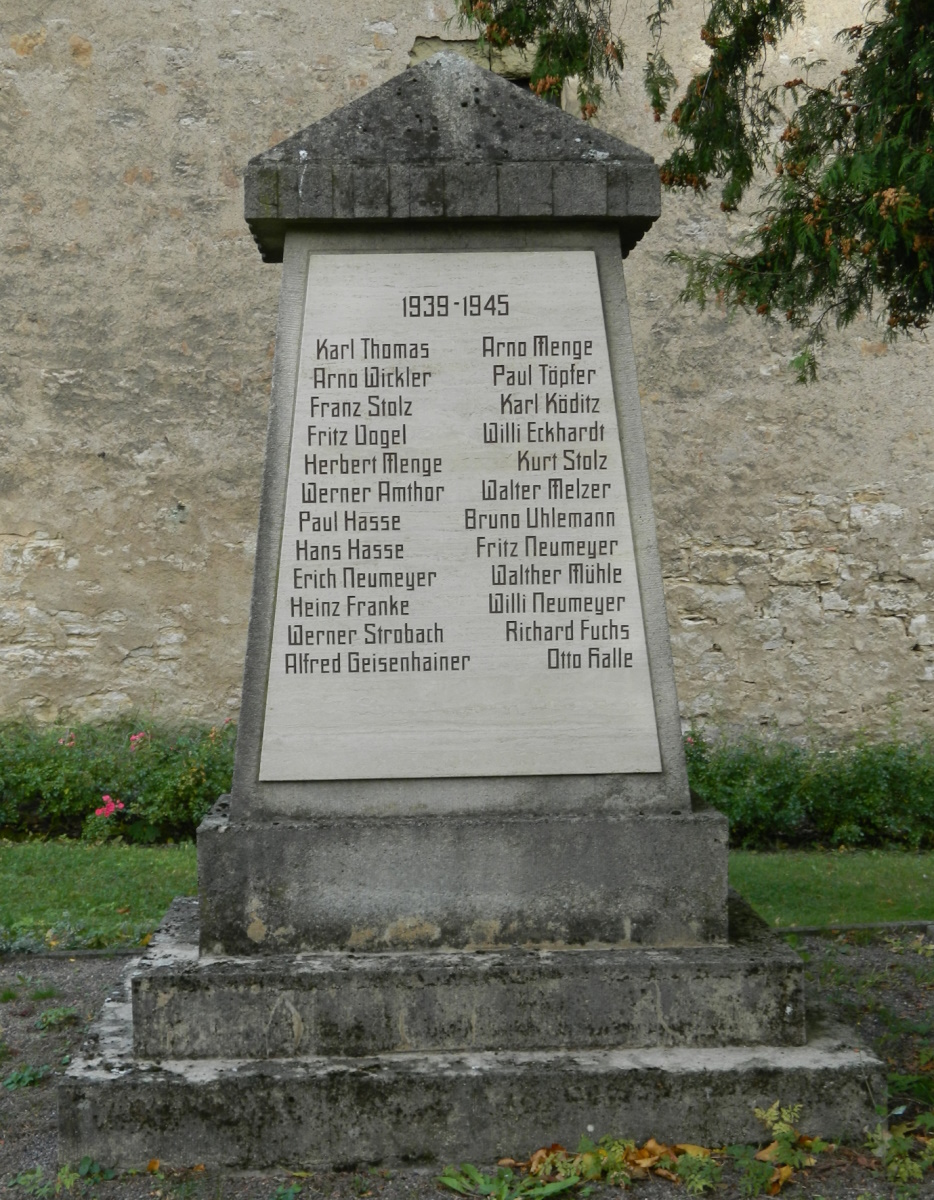 1939-1945
Karl Thomas Arno Menge
Arno Wickler Paul Töpfer
Franz Stolz Karl Köditz
Fritz Vogel Willi Eckhardt
Herbert Menge Kurt Stolz
Werner Amthor Walter Melzer
Paul Hasse Bruno Uhlemann
Hans Hasse Fritz Neumeyer
Erich Neumeyer Walther Mühle
Heinz Franke Willi Neumeyer
Werner Strobach Richard Fuchs
Alfred Geisenhainer Otto Halle